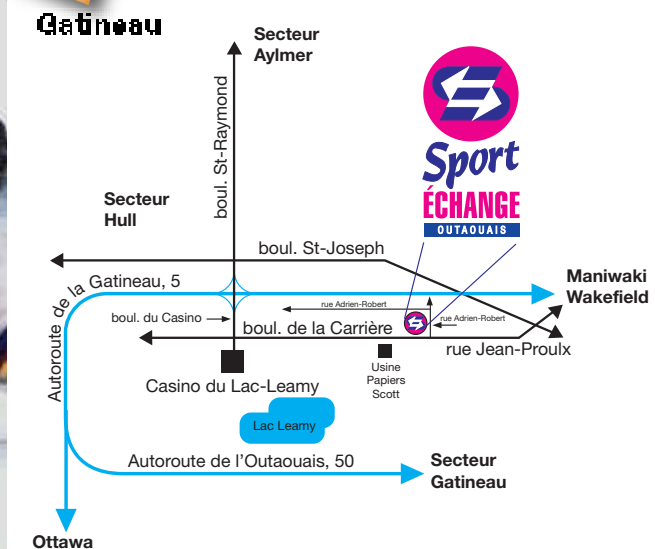 Gatineau
Secteur
Aylmer
boul. St-Raymond
Sport
ÉCHANGE
OUTAOUAIS
Secteur
Hull
boul. St-Joseph
Autoroute de la Gatineau, 5
Maniwaki
Wakefield
rue Adrien-Robert
boul. du Casino
rue Adrien-Robert
boul. de la Carrière
rue Jean-Proulx
Casino du Lac-Leamy
Usine
Papiers
Scott
Lac Leamy
Autoroute de l'Outaouais, 50
Secteur
Gatineau
Ottawa